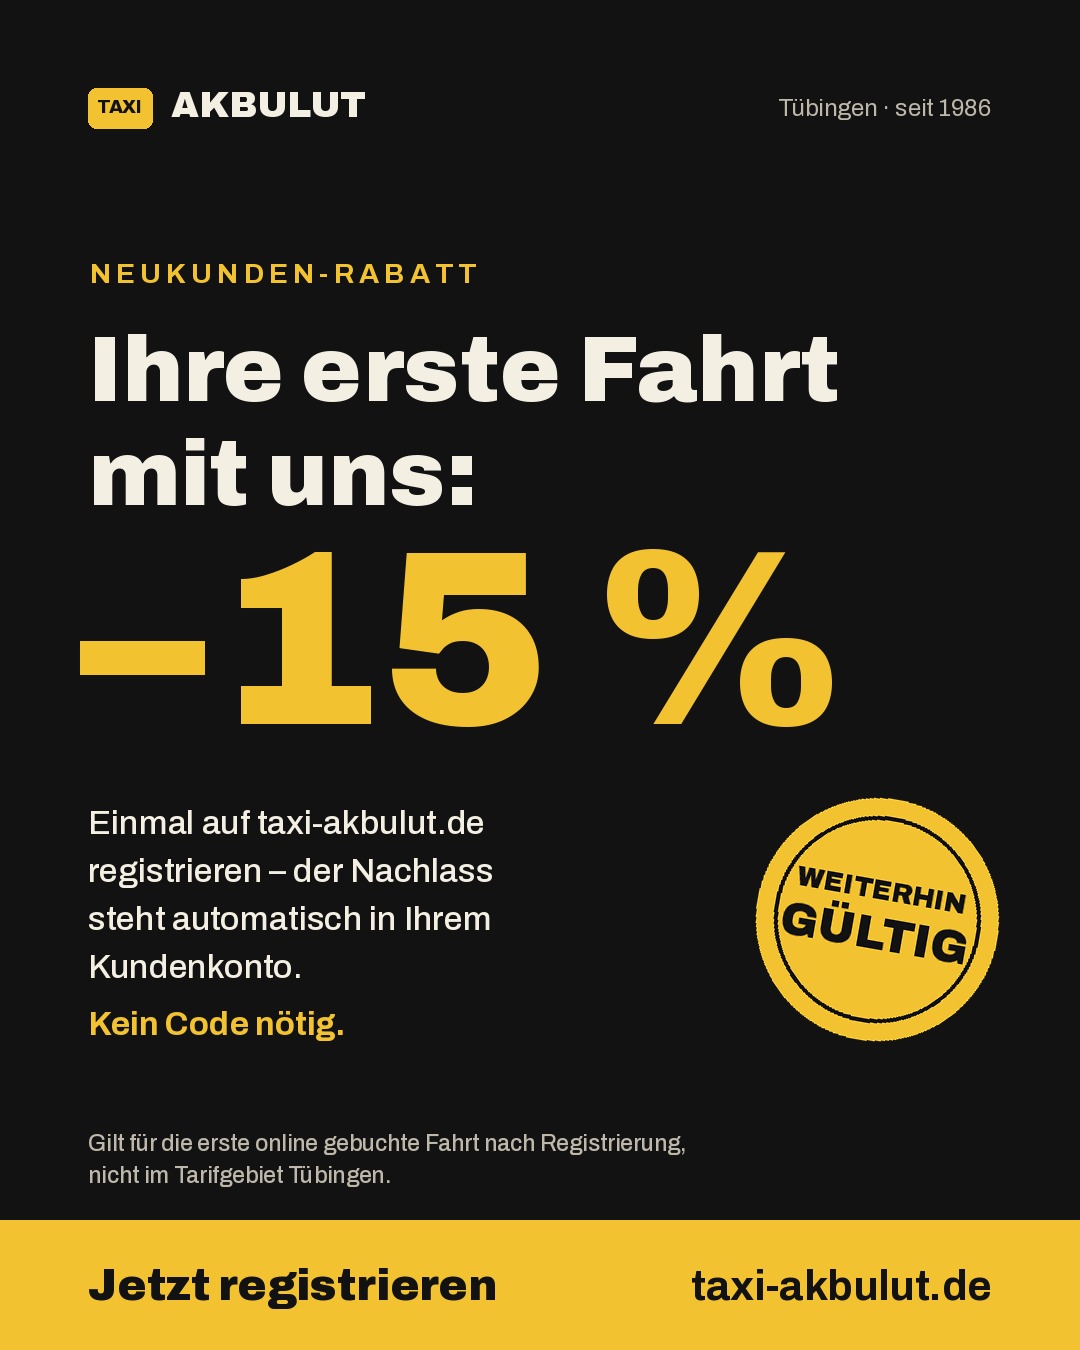 TAXI AKBULUT
Tübingen · seit 1986
NEUKUNDEN-RABATT
Ihre erste Fahrt
mit uns:
–15 %
Einmal auf taxi-akbulut.de
registrieren – der Nachlass
steht automatisch in Ihrem
Kundenkonto.
Kein Code nötig.
WEITERHIN
GÜLTIG
Gilt für die erste online gebuchte Fahrt nach Registrierung,
nicht im Tarifgebiet Tübingen.
Jetzt registrieren
taxi-akbulut.de